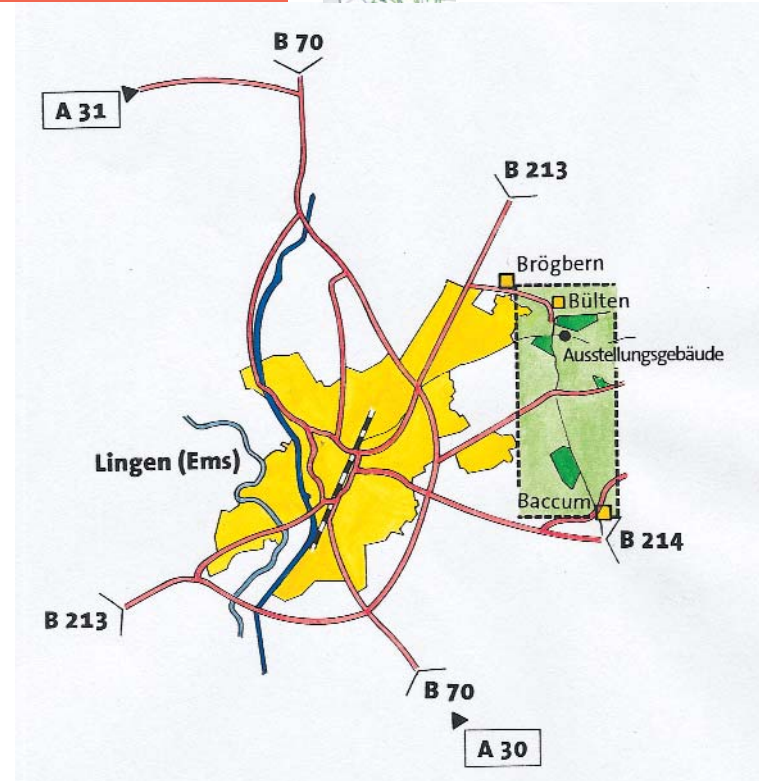 B 70
A 31
B 213
Brögbern
Bülten
Ausstellungsgebäude
Lingen (Ems)
Baccum
B 214
B 213
B 70
A 30